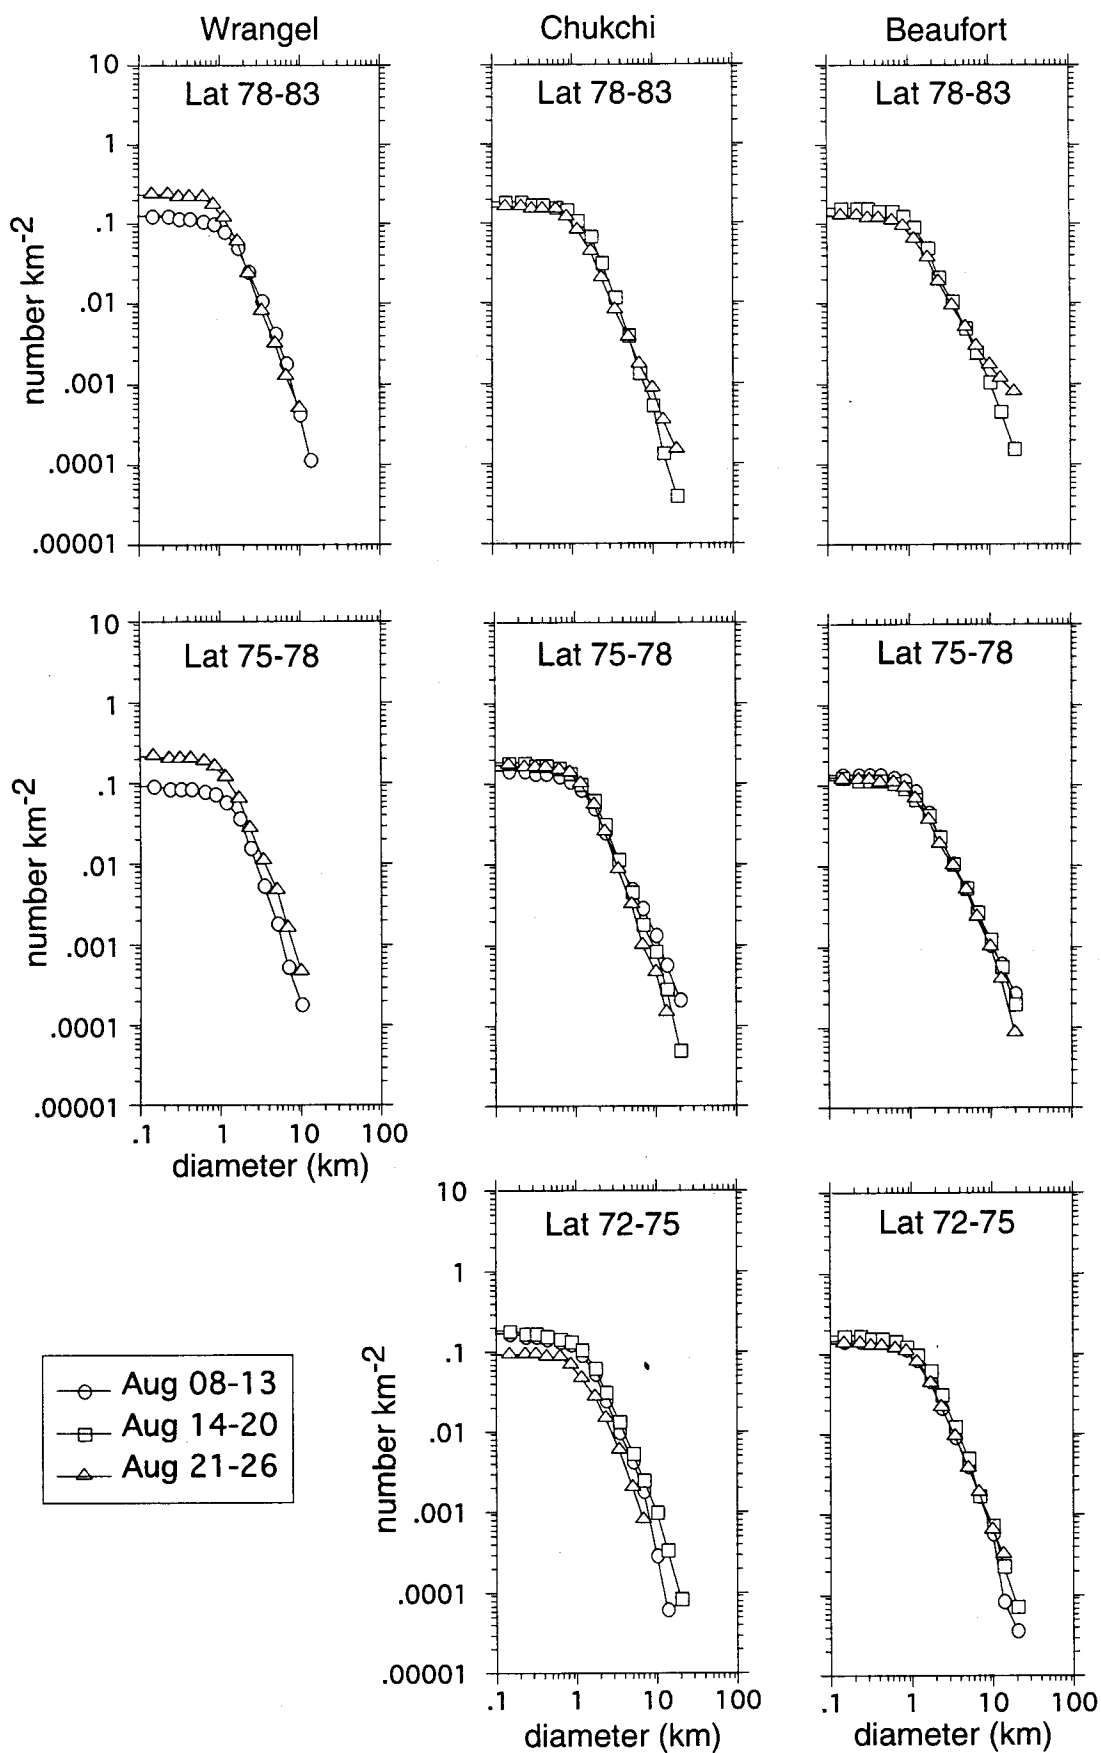 Wrangel Chukchi Beaufort
Lat 78-83 Lat 78-83 Lat 78-83
10
1
.1
.01
.001
.0001
.00001
number km-2
Lat 75-78 Lat 75-78 Lat 75-78
10
1
.1
.01
.001
.0001
.00001
number km-2
.1 1 10 100
diameter (km)
Lat 72-75 Lat 72-75
10
1
.1
.01
.001
.0001
.00001
number km-2
.1 1 10 100 .1 1 10 100
diameter (km) diameter (km)
Aug 08-13
Aug 14-20
Aug 21-26